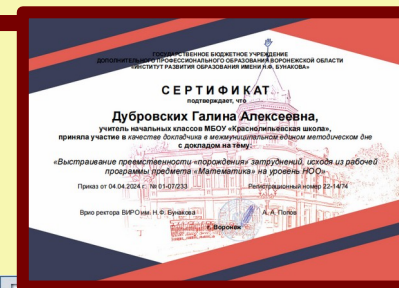 ГОСУДАРСТВЕННОЕ БЮДЖЕТНОЕ УЧРЕЖДЕНИЕ
ДОПОЛНИТЕЛЬНОГО ПРОФЕССИОНАЛЬНОГО ОБРАЗОВАНИЯ ВОРОНЕЖСКОЙ ОБЛАСТИ
«ИНСТИТУТ РАЗВИТИЯ ОБРАЗОВАНИЯ ИМЕНИ Н.Ф. БУНАКОВА»
СЕРТИФИКАТ
подтверждает, что
Дубровских Галина Алексеевна,
учитель начальных классов МБОУ «Краснолипьевская школа»,
приняла участие в качестве докладчика в межмуниципальном едином методическом дне
с докладом на тему:
«Выстраивание преемственности «порождения» затруднений, исходя из рабочей
программы предмета «Математика» на уровень НОО»
Приказ от 04.04.2024 г. № 01-07/233 Регистрационный номер 22-14/74
Врио ректора ВИРО им. Н.Ф. Бунакова А. А. Попов
г. Воронеж